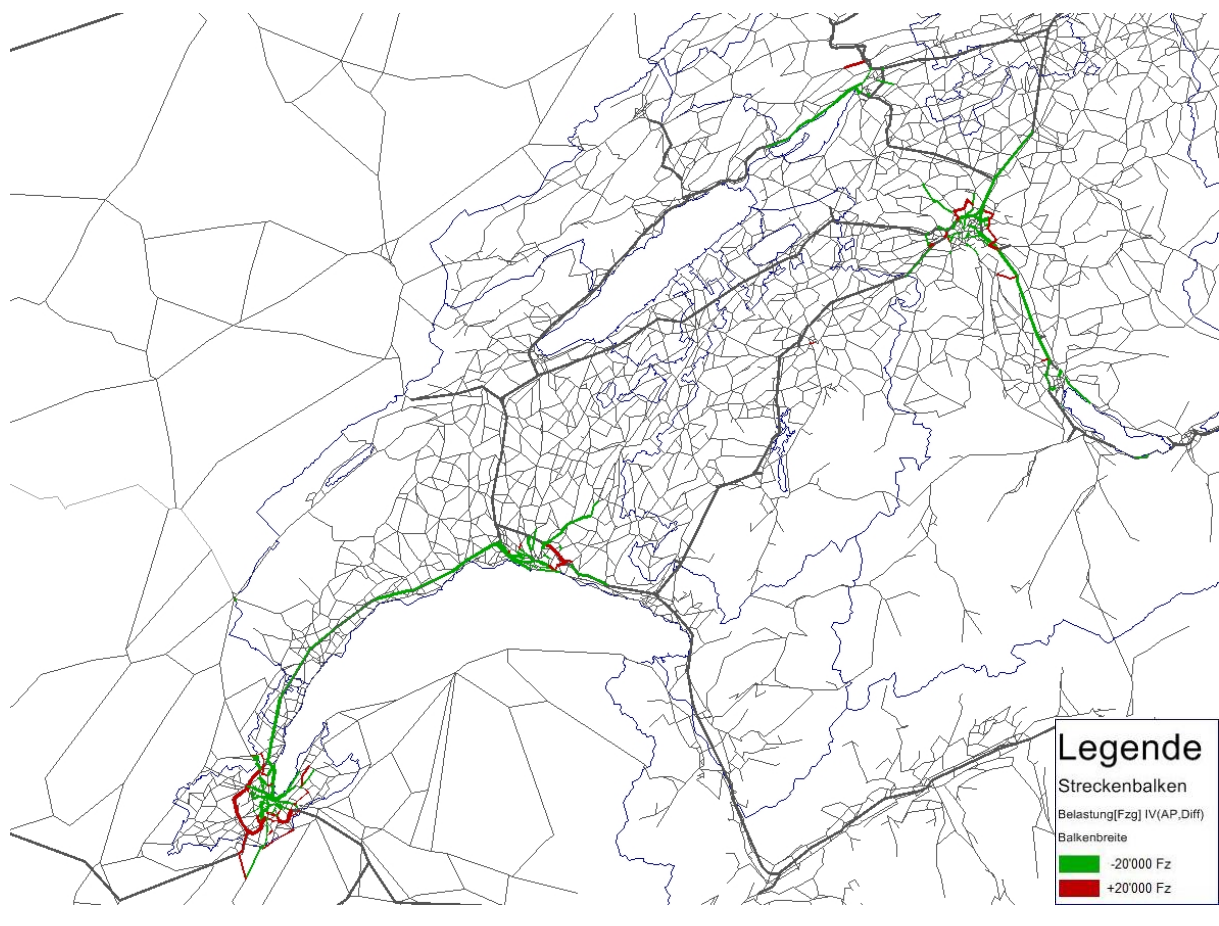 Legende
Streckenbalken
Belastung[Fzg] IV(AP,Diff)
Balkenbreite
-20'000 Fz
+20'000 Fz